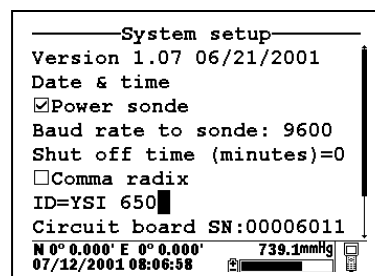 System setup
Version 1.07 06/21/2001
Date & time
☑Power sonde
Baud rate to sonde: 9600
Shut off time (minutes)=0
☐Comma radix
ID=YSI 650
Circuit board SN:00006011
N 0° 0.000' E 0° 0.000' 739.1mmHg
07/12/2001 08:06:58